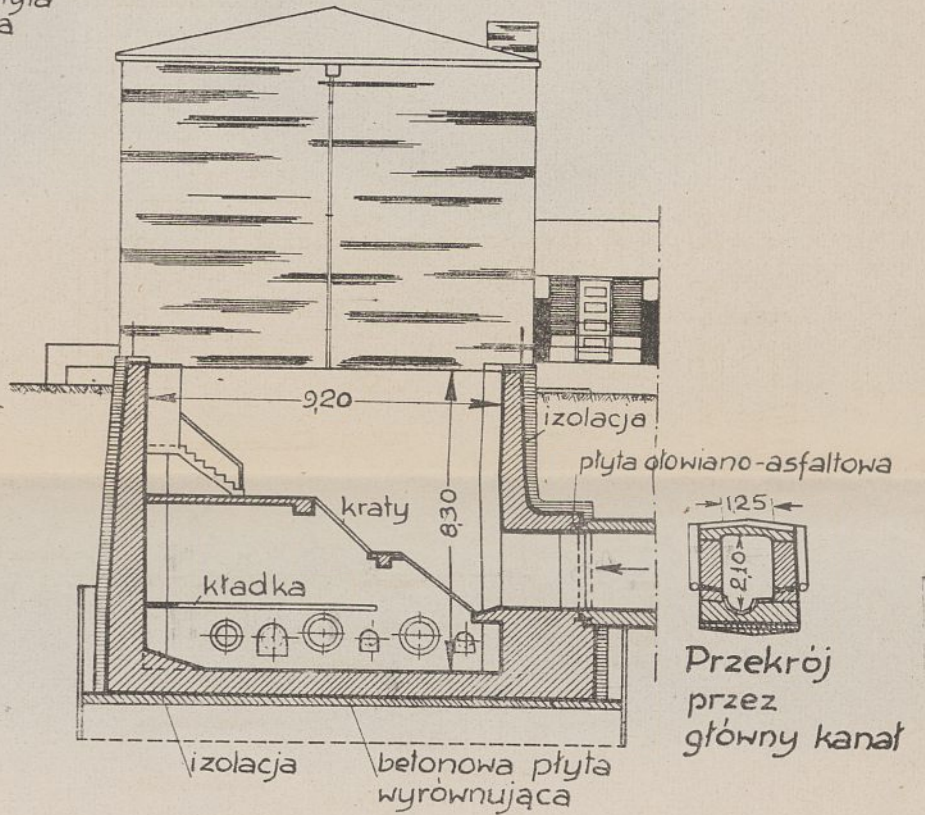 9,20
izolacja
płyta ołowiano-asfaltowa
kraty
8,30
1,25
2,10
kładka
Przekrój
przez
główny kanał
izolacja
betonowa płyta
wyrównująca